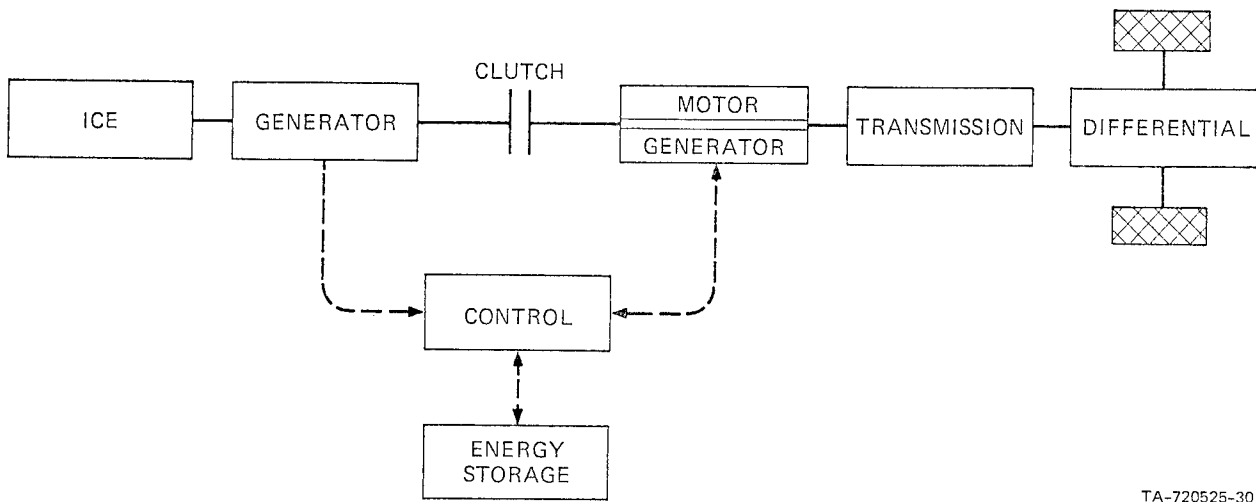 CLUTCH
ICE
GENERATOR
MOTOR
GENERATOR
TRANSMISSION
DIFFERENTIAL
CONTROL
ENERGY
STORAGE
TA-720525-30